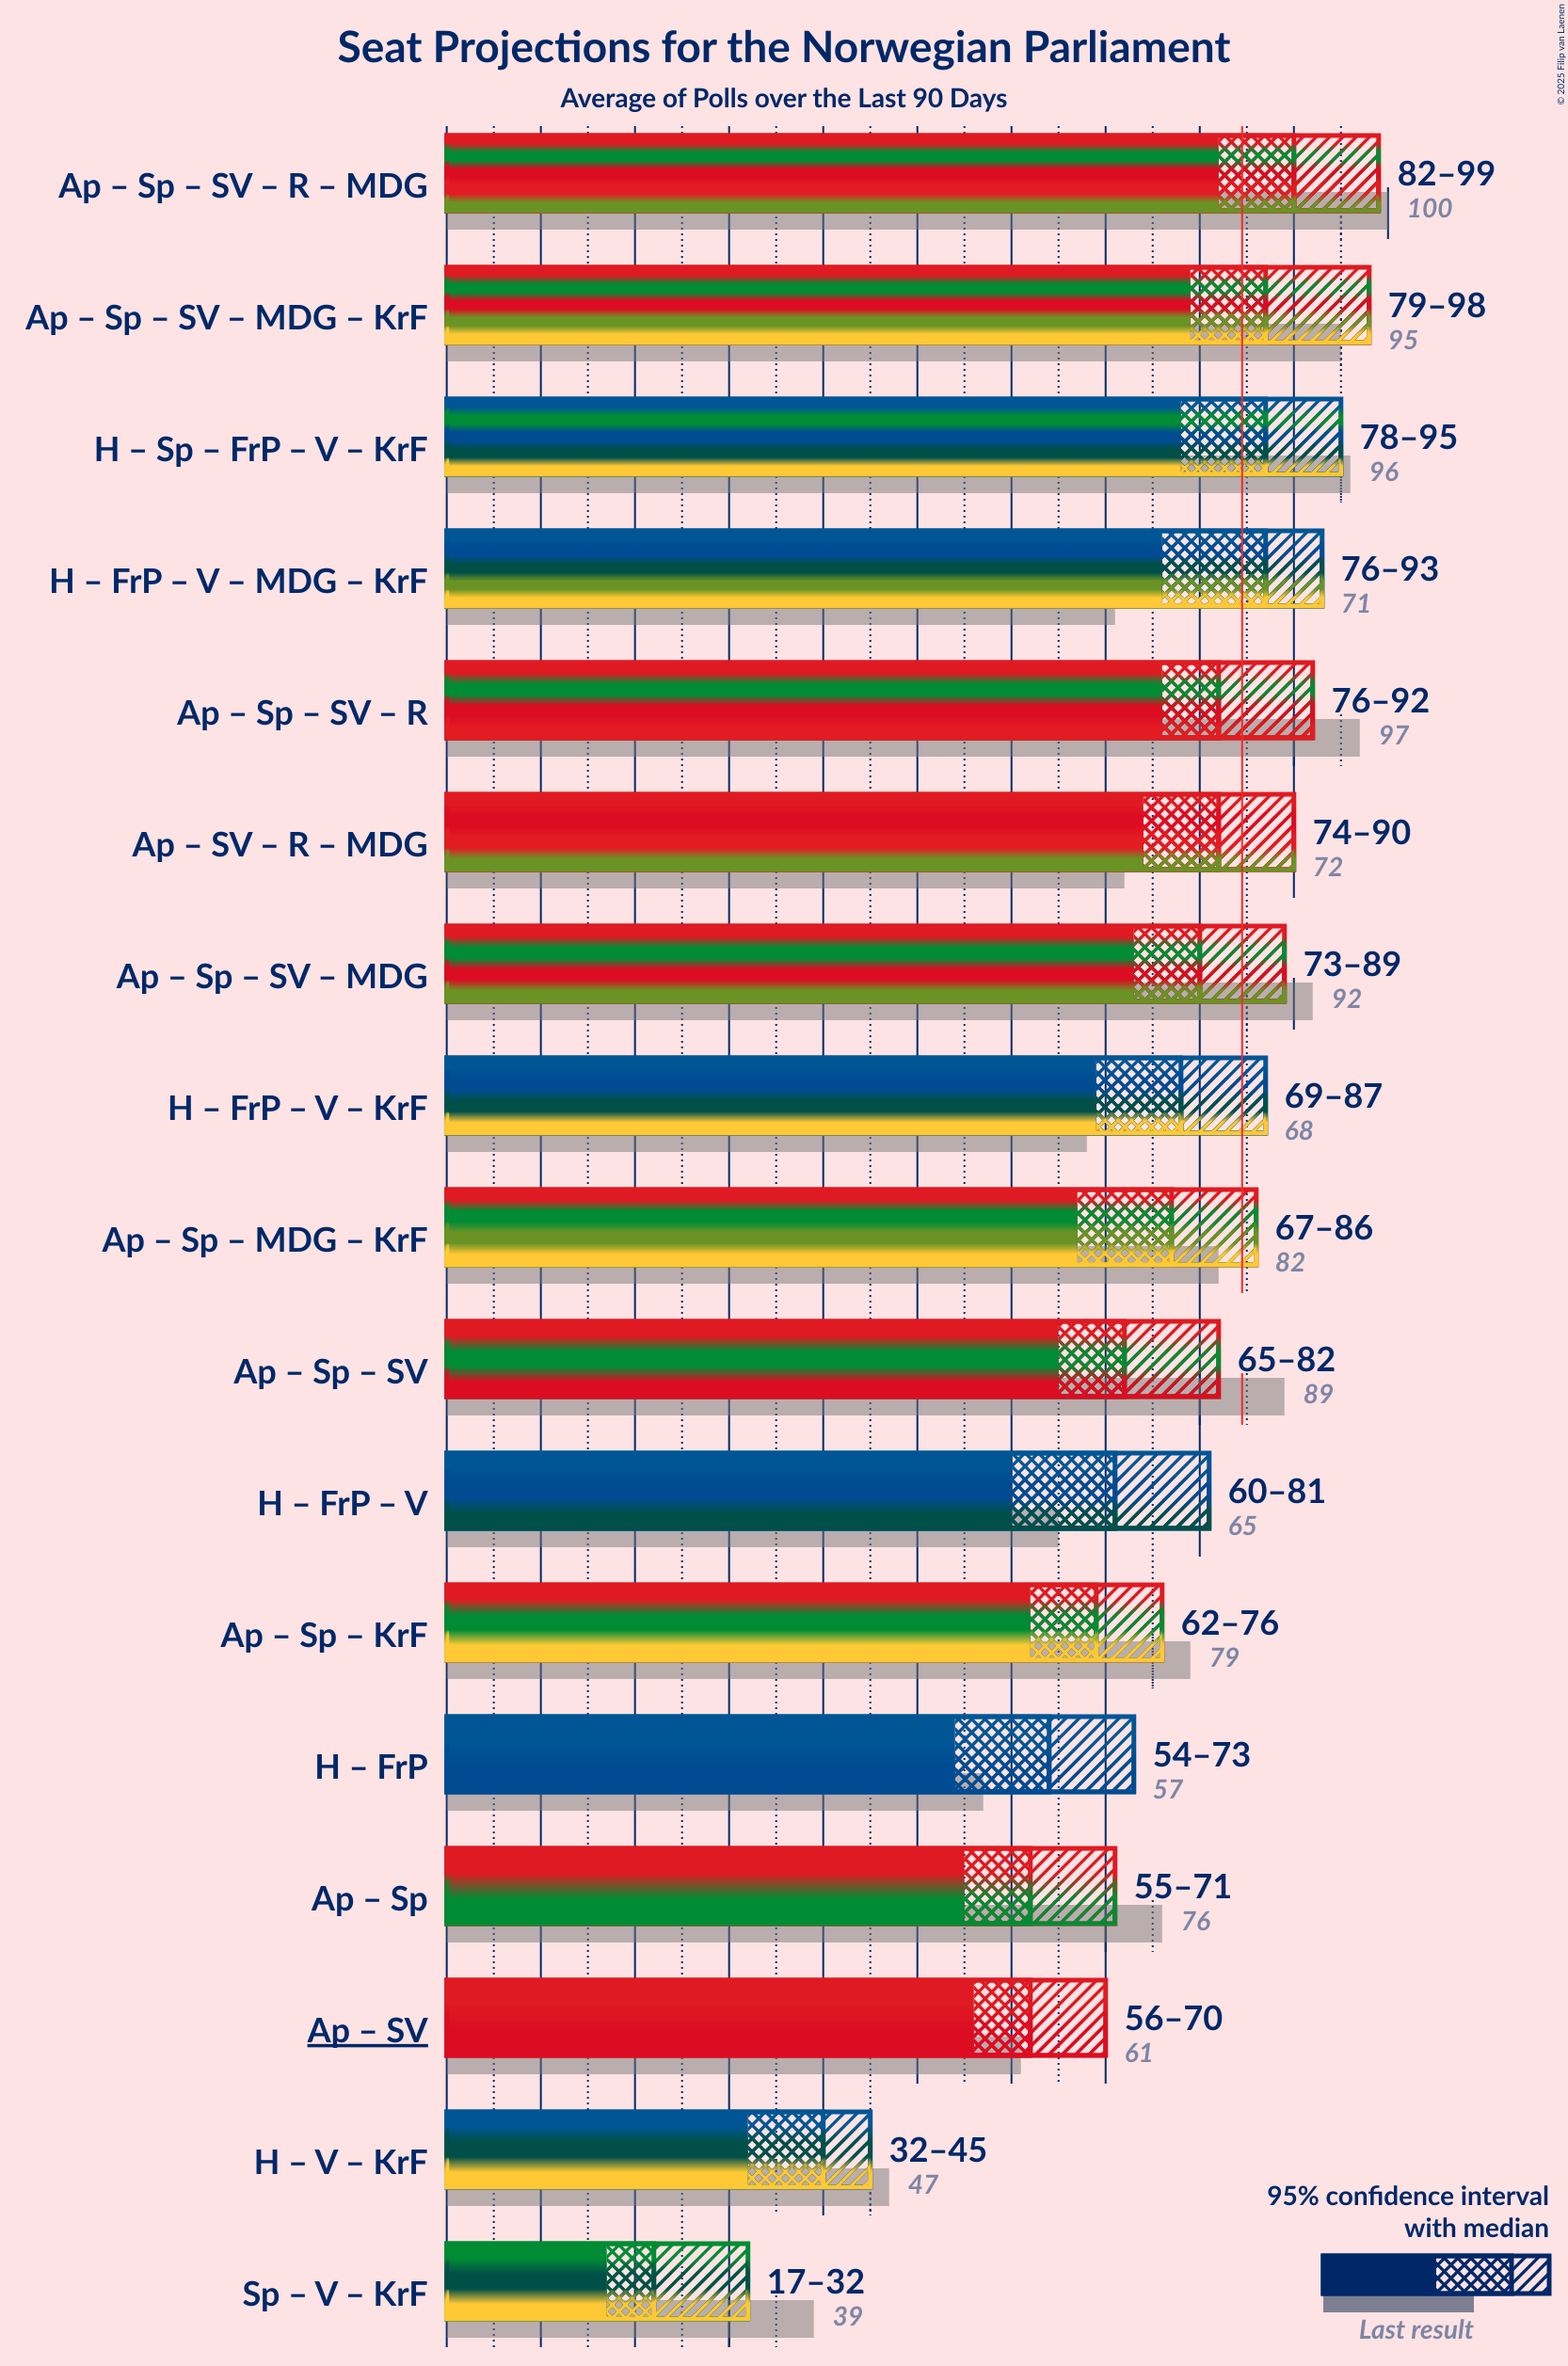 © 2025 Filip van Laenen
Seat Projections for the Norwegian Parliament
Average of Polls over the Last 90 Days
Ap – Sp – SV – R – MDG
82–99
100
Ap – Sp – SV – MDG – KrF
79–98
95
H – Sp – FrP – V – KrF
78–95
96
H – FrP – V – MDG – KrF
76–93
71
Ap – Sp – SV – R
76–92
97
Ap – SV – R – MDG
74–90
72
Ap – Sp – SV – MDG
73–89
92
H – FrP – V – KrF
69–87
68
Ap – Sp – MDG – KrF
67–86
82
Ap – Sp – SV
65–82
89
H – FrP – V
60–81
65
Ap – Sp – KrF
62–76
79
H – FrP
54–73
57
Ap – Sp
55–71
76
Ap – SV
56–70
61
H – V – KrF
32–45
47
Sp – V – KrF
17–32
39
95% confidence interval
with median
Last result